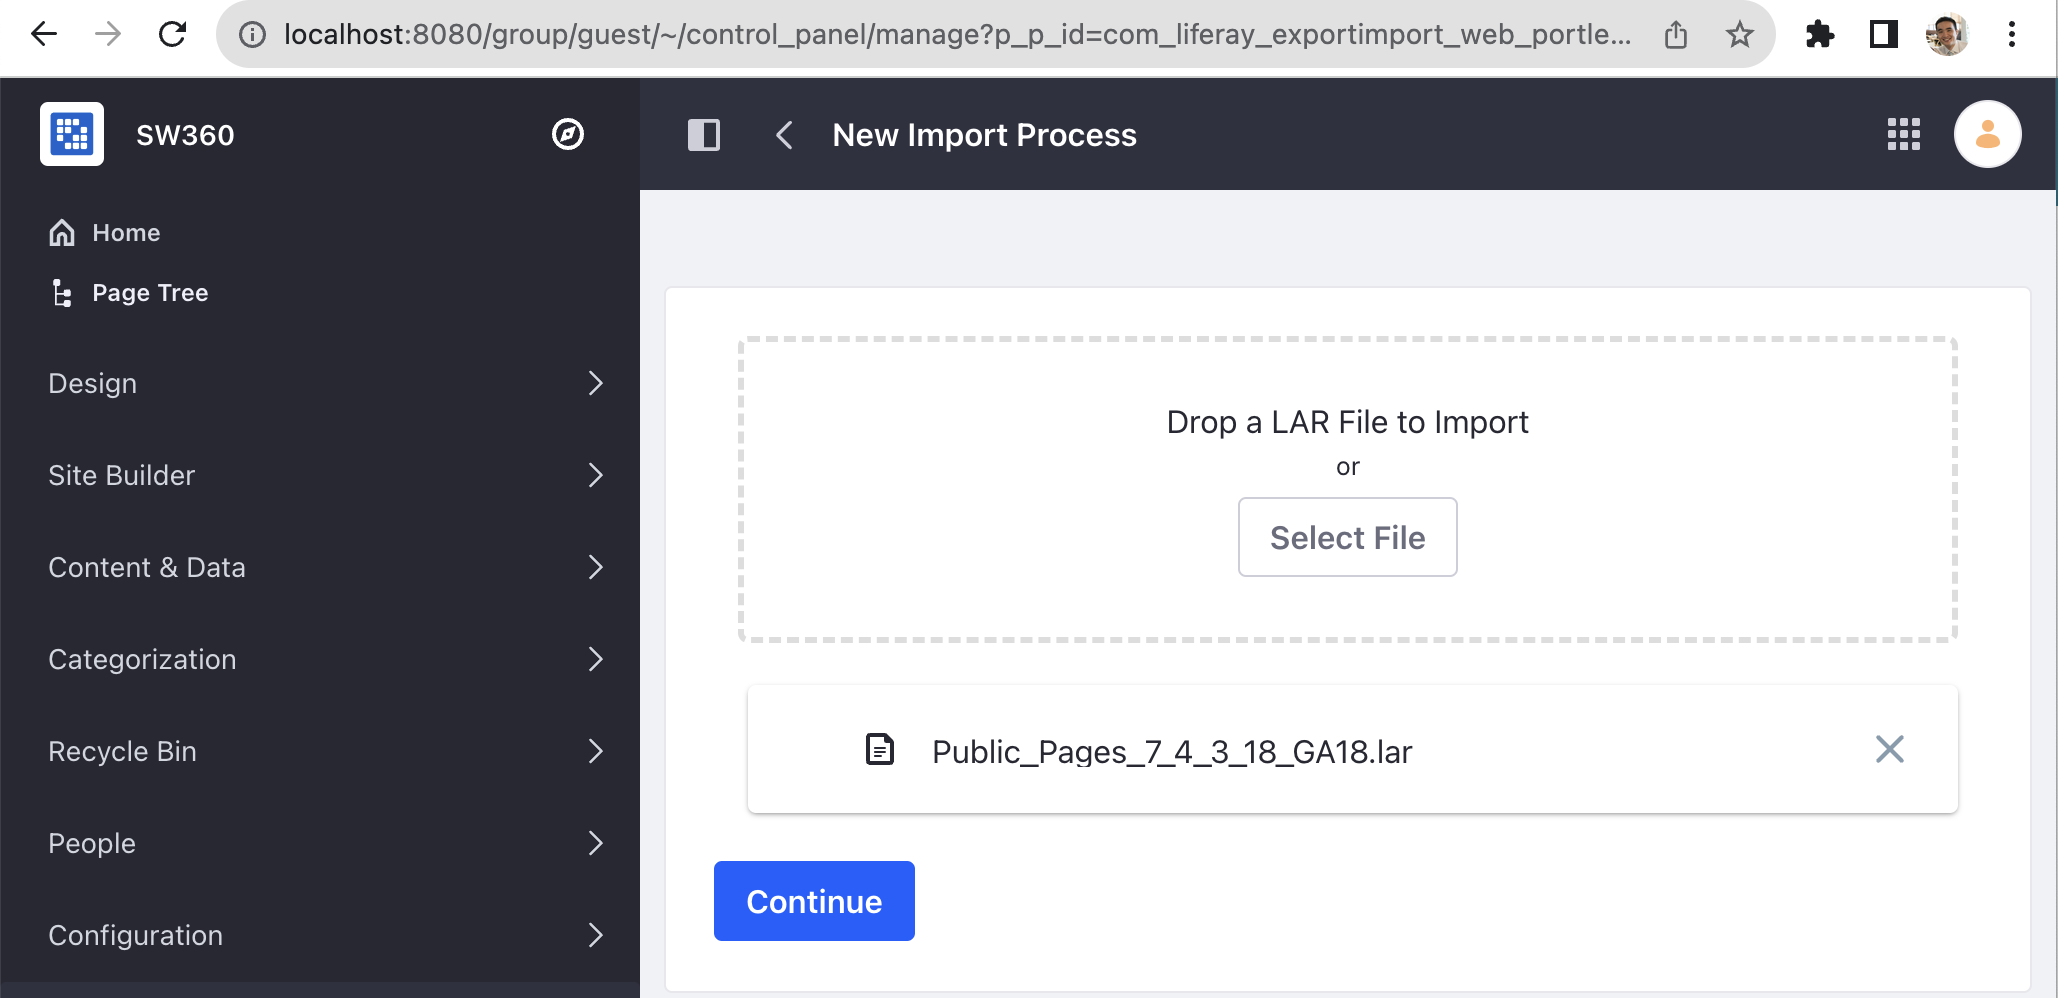 localhost:8080/group/guest/~/control_panel/manage?p_p_id=com_liferay_exportimport_web_portle...
SW360
New Import Process
Home
Page Tree
Design
Site Builder
Content & Data
Categorization
Recycle Bin
People
Configuration
Drop a LAR File to Import
or
Select File
Public_Pages_7_4_3_18_GA18.lar
Continue